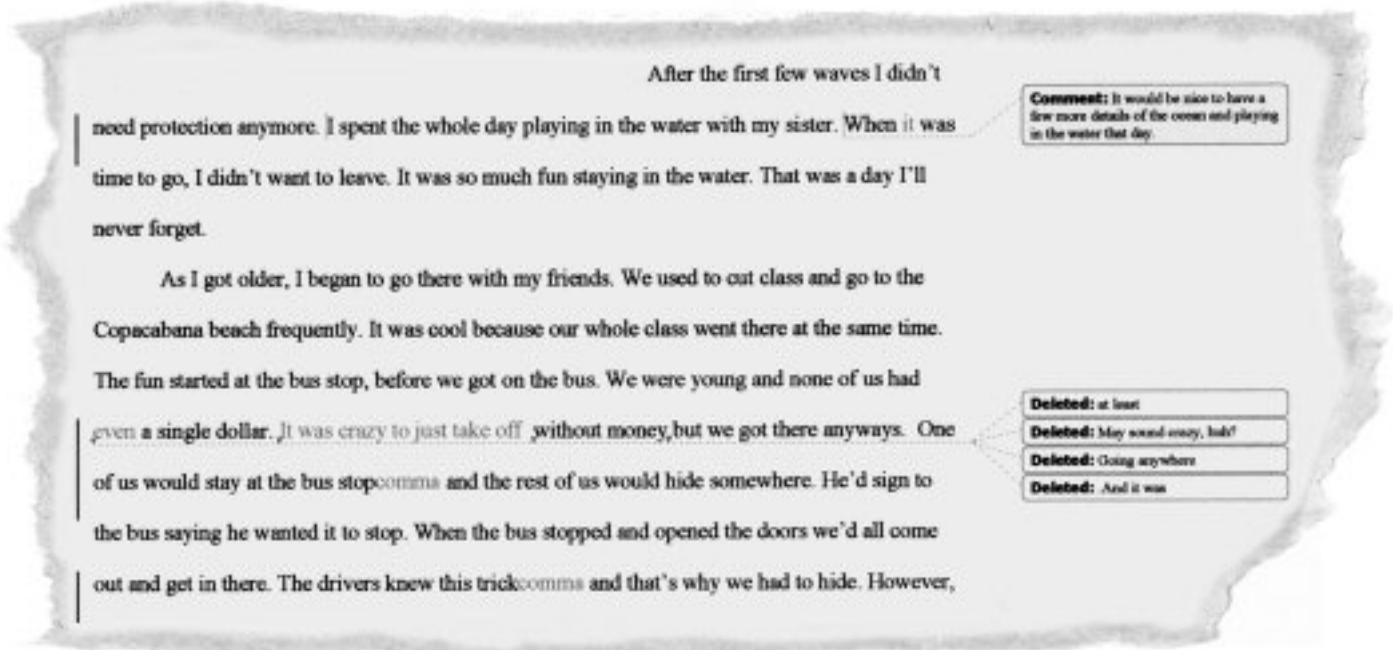 After the first few waves I didn't
need protection anymore. I spent the whole day playing in the water with my sister. When it was
Comment: It would be nice to have a
few more details of the ocean and playing
in the water that day.
time to go, I didn't want to leave. It was so much fun staying in the water. That was a day I'll
never forget.
As I got older, I began to go there with my friends. We used to cut class and go to the
Copacabana beach frequently. It was cool because our whole class went there at the same time.
The fun started at the bus stop, before we got on the bus. We were young and none of us had
even a single dollar. It was crazy to just take off without money, but we got there anyways. One
Deleted: at least
Deleted: May sound crazy, huh?
Deleted: Going anywhere
Deleted: And it was
of us would stay at the bus stopcomma and the rest of us would hide somewhere. He'd sign to
the bus saying he wanted it to stop. When the bus stopped and opened the doors we'd all come
out and get in there. The drivers knew this trickcomma and that's why we had to hide. However,